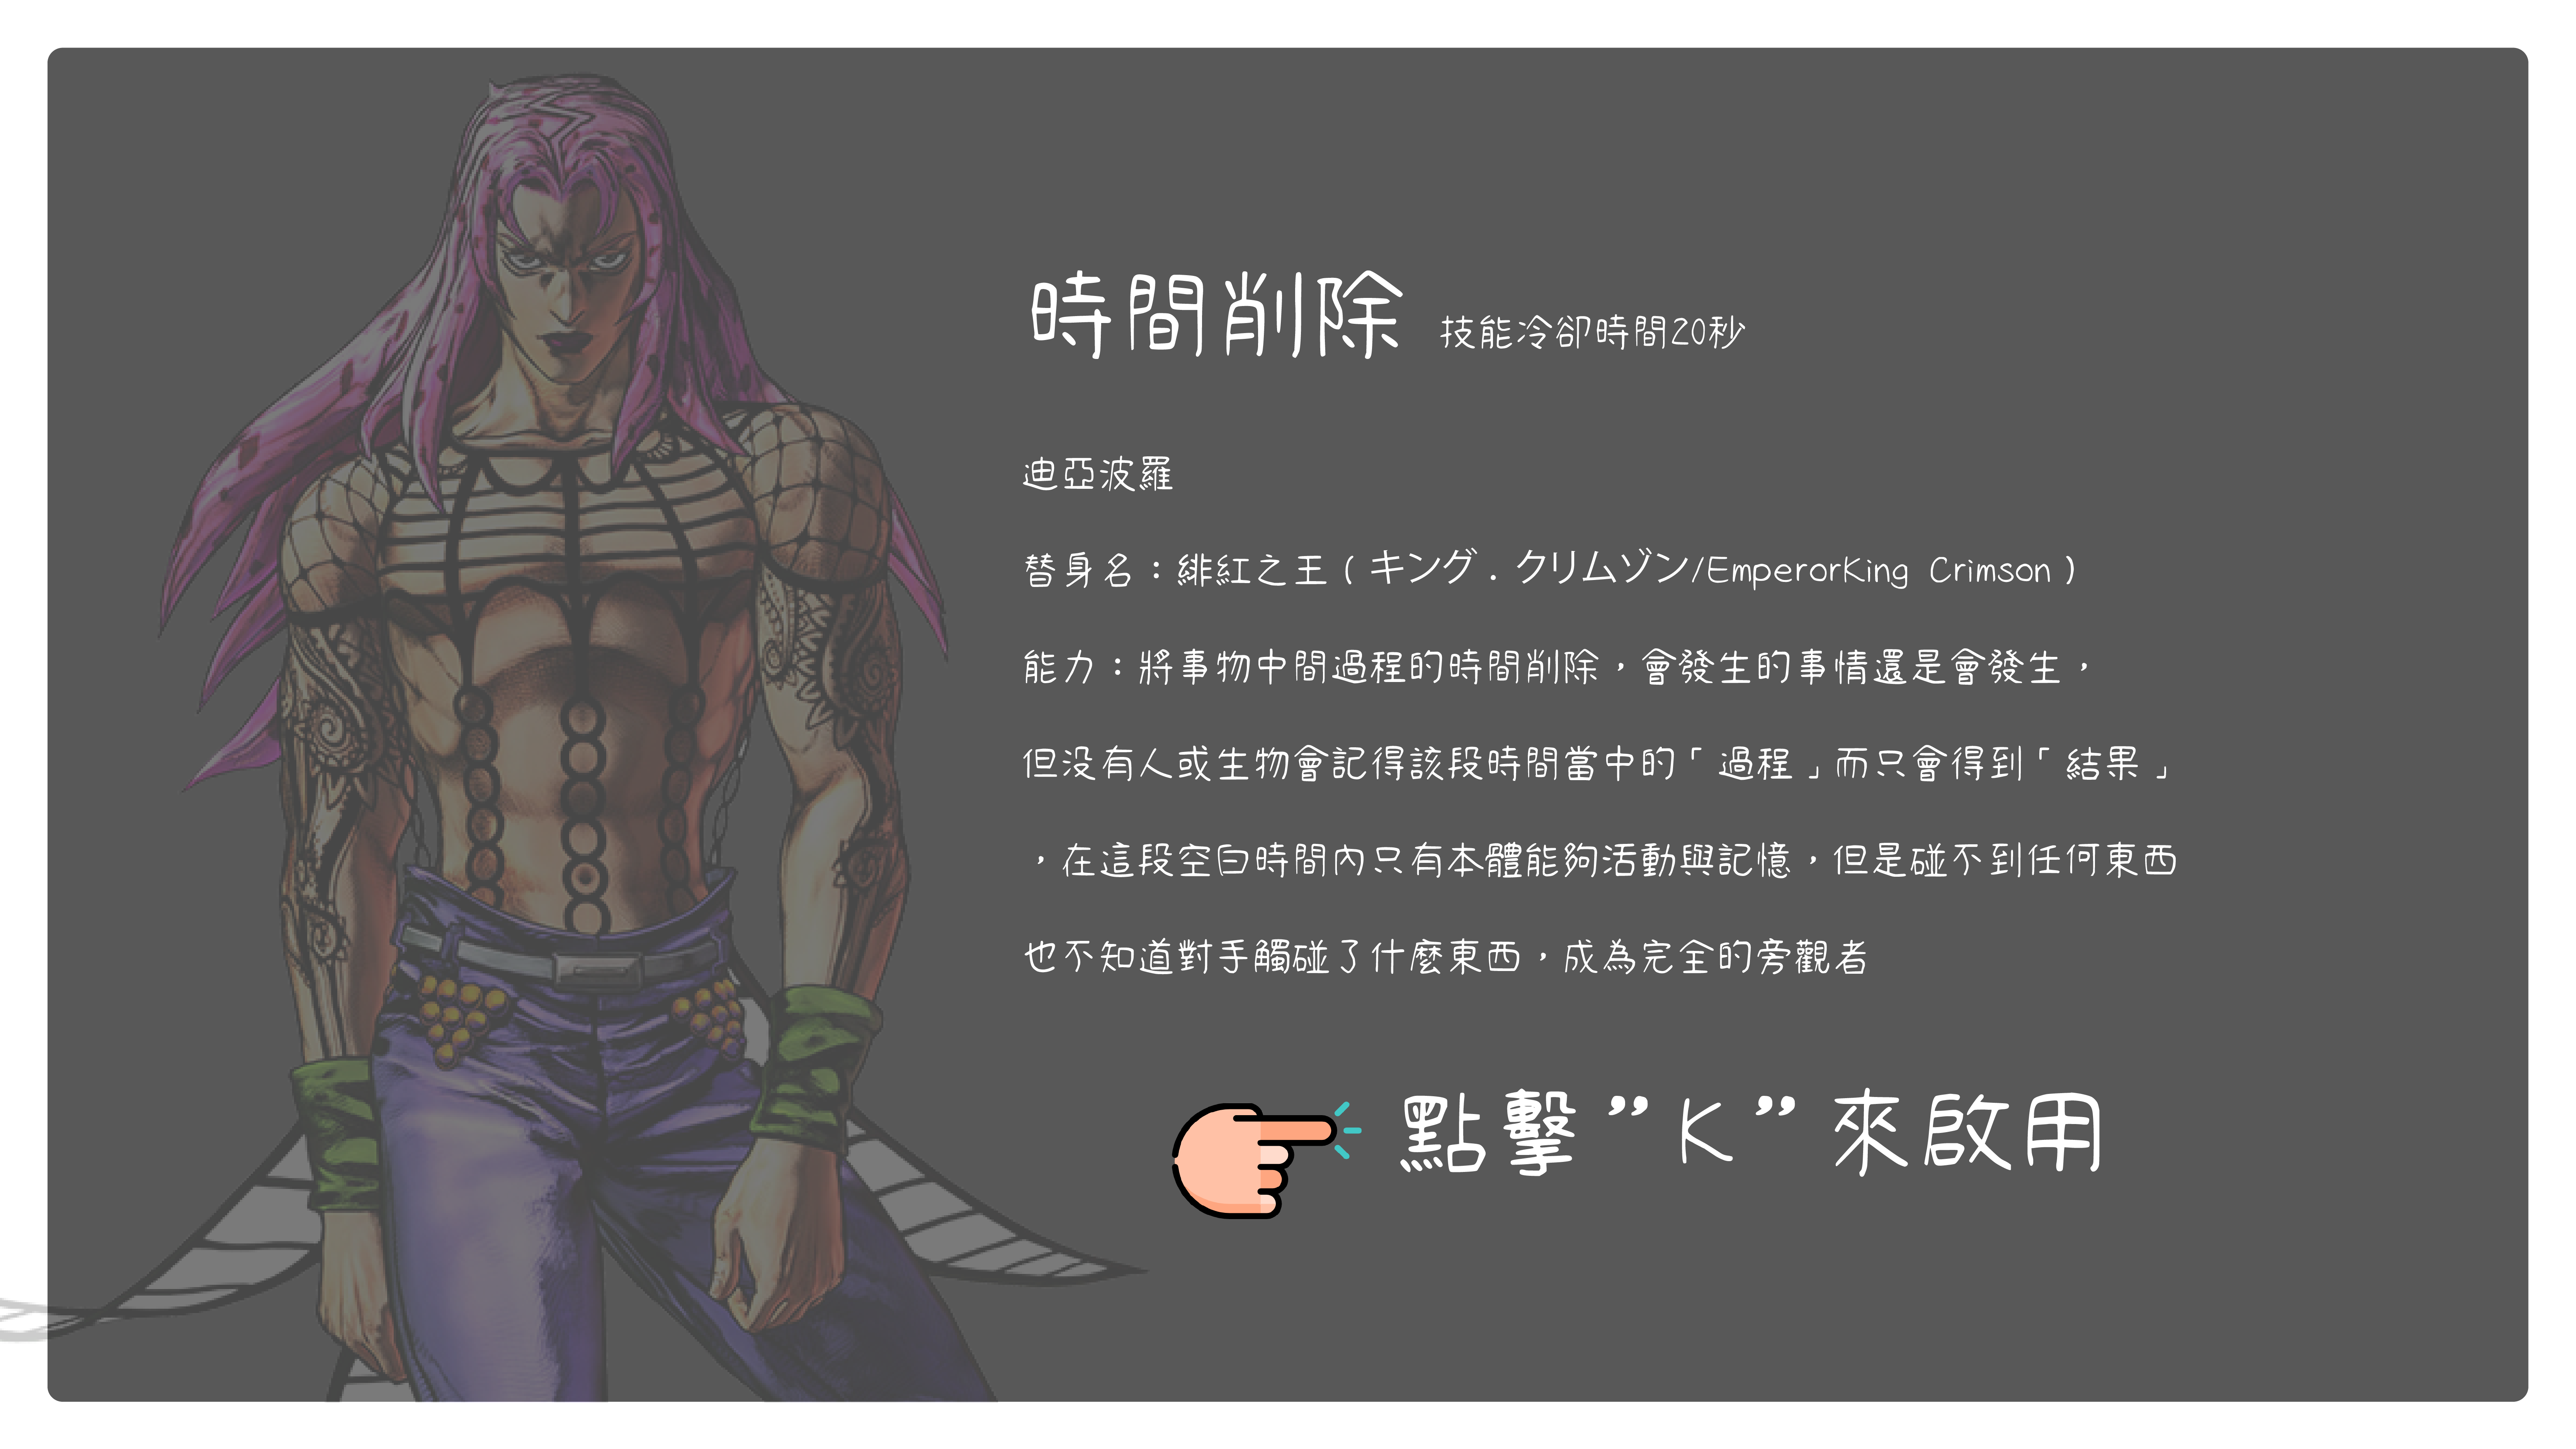 時間削除 技能冷卻時間20秒
迪亞波羅
替身名：緋紅之王（キング．クリムゾン/EmperorKing Crimson）
能力：將事物中間過程的時間削除，會發生的事情還是會發生，
但沒有人或生物會記得該段時間當中的「過程」而只會得到「結果」
，在這段空白時間內只有本體能夠活動與記憶，但是碰不到任何東西
也不知道對手觸碰了什麼東西，成為完全的旁觀者
點擊”K”來啟用